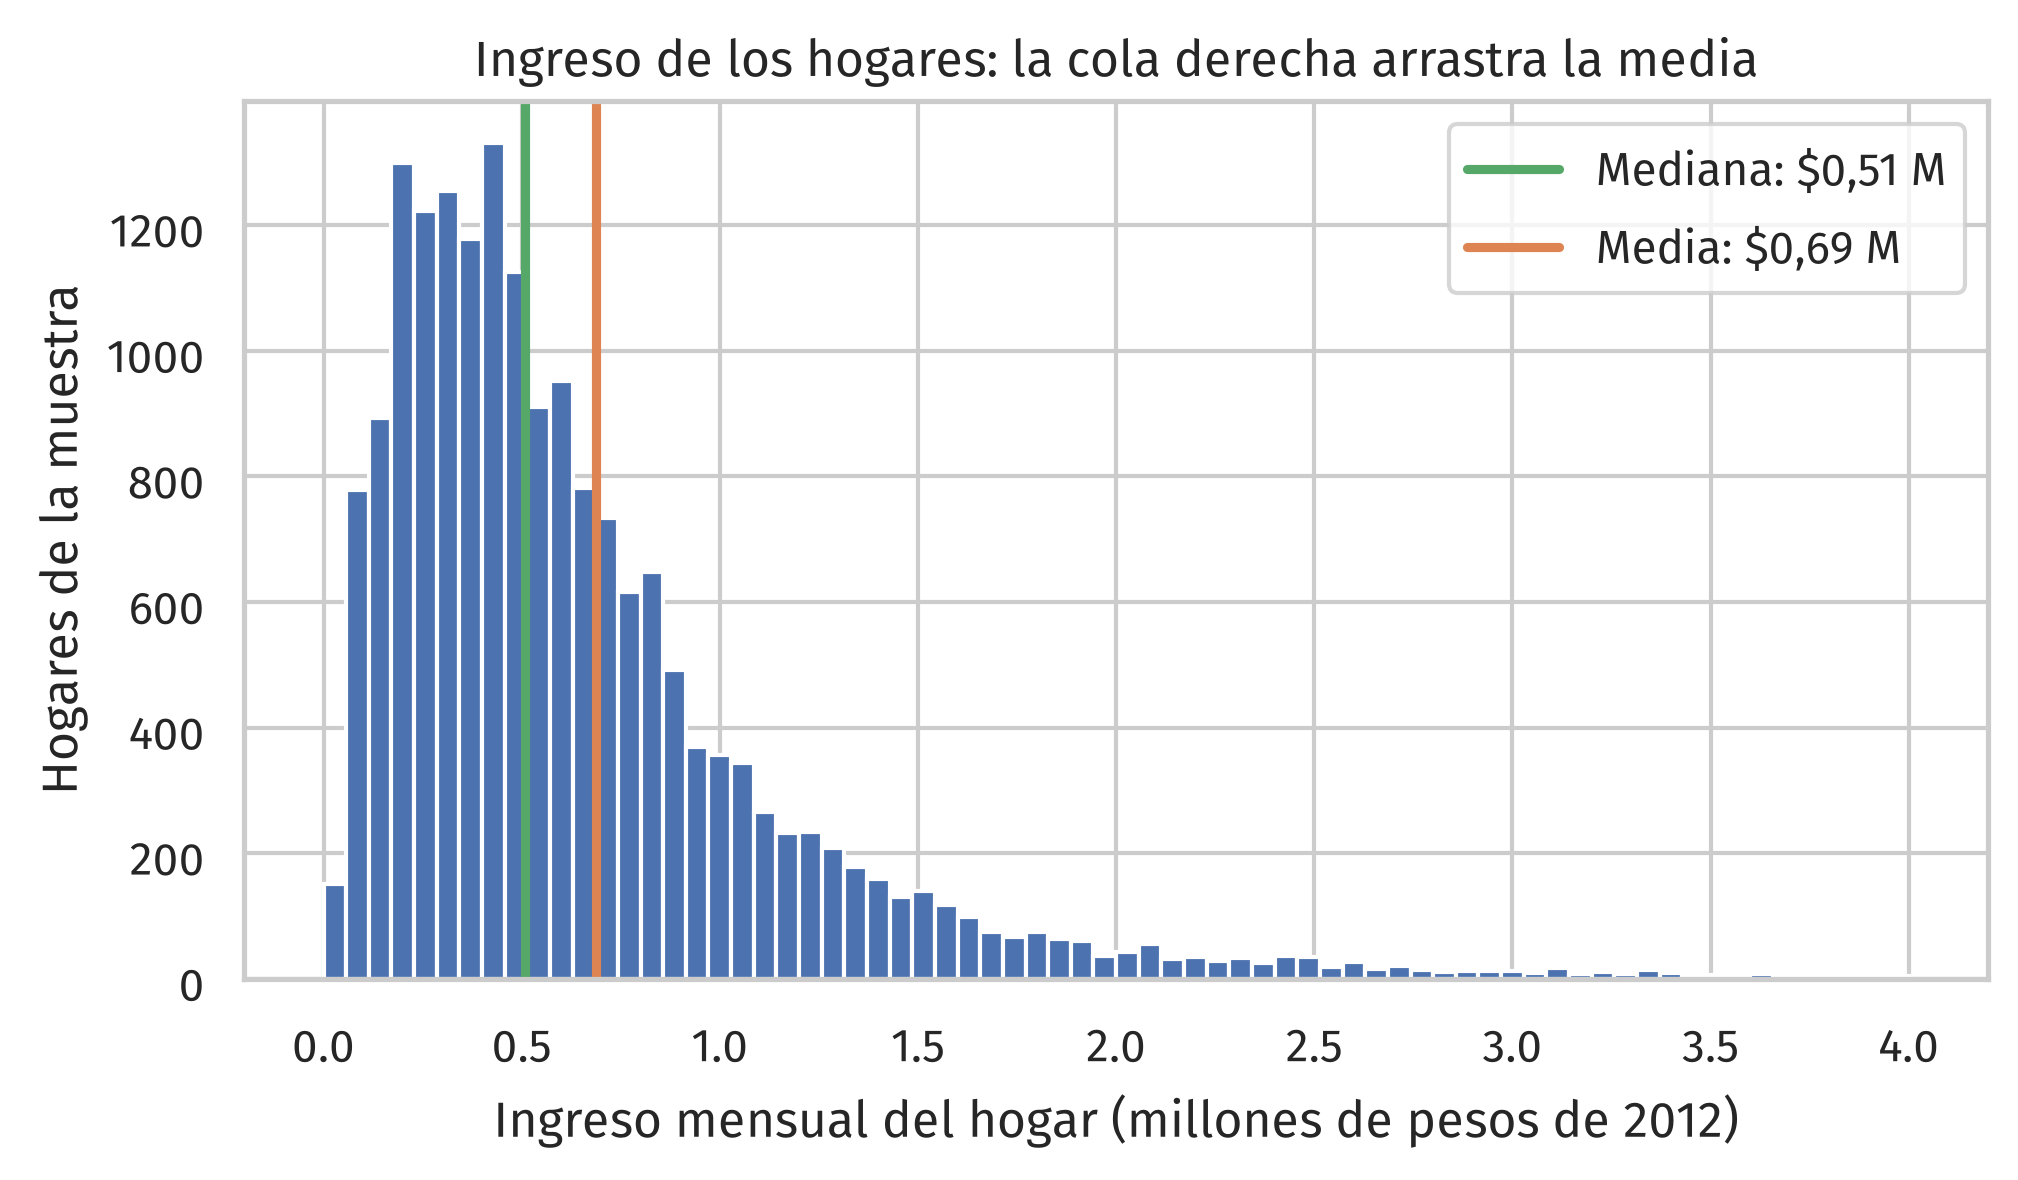 Ingreso de los hogares: la cola derecha arrastra la media
Mediana: $0,51 M
Media: $0,69 M
Hogares de la muestra
1200
1000
800
600
400
200
0
0.0 0.5 1.0 1.5 2.0 2.5 3.0 3.5 4.0
Ingreso mensual del hogar (millones de pesos de 2012)